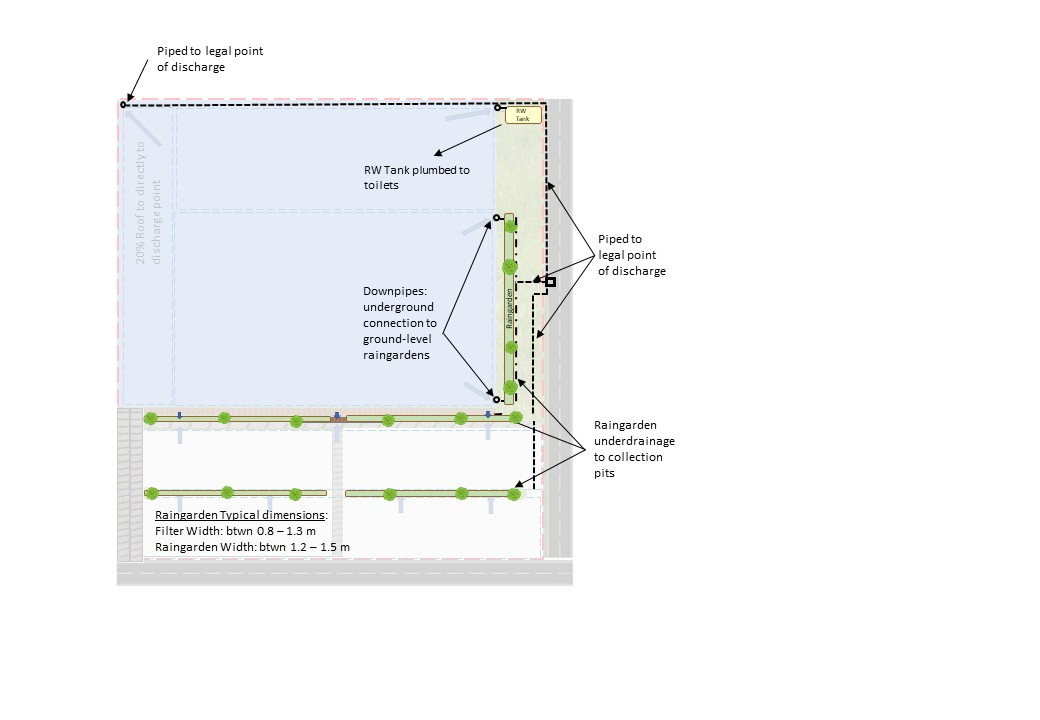 Piped to legal point
of discharge
RW
Tank
RW Tank plumbed to
toilets
20% Roof to directly to
discharge point
Piped to
legal point
of discharge
Downpipes:
underground
connection to
ground-level
raingardens
Raingarden
Raingarden
underdrainage
to collection
pits
Raingarden Typical dimensions:
Filter Width: btwn 0.8 – 1.3 m
Raingarden Width: btwn 1.2 – 1.5 m